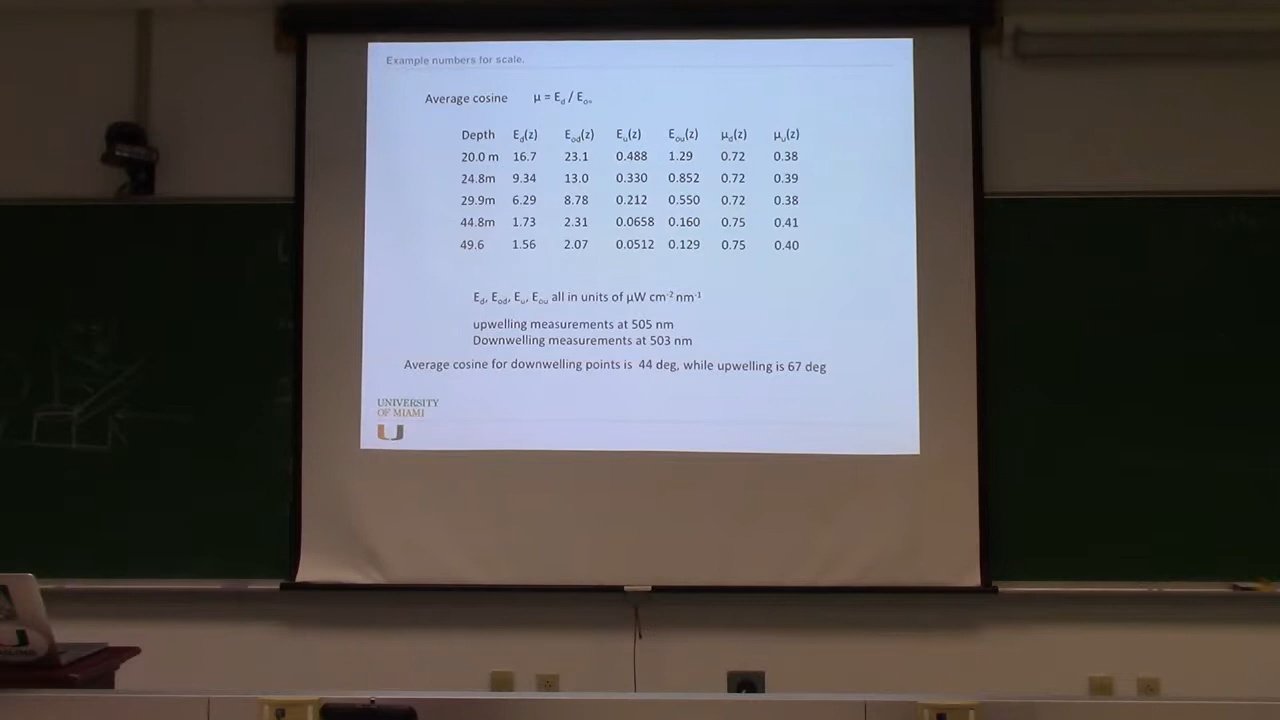 Example numbers for scale.
Average cosine μ = Ed / Eox
Depth Ed(z) Eod(z) Eu(z) Eou(z) μd(z) μu(z)
20.0 m 16.7 23.1 0.488 1.29 0.72 0.38
24.8m 9.34 13.0 0.330 0.852 0.72 0.39
29.9m 6.29 8.78 0.212 0.550 0.72 0.38
44.8m 1.73 2.31 0.0658 0.160 0.75 0.41
49.6 1.56 2.07 0.0512 0.129 0.75 0.40
Ed, Eod, Eu, Eou all in units of μW cm-2 nm-1
upwelling measurements at 505 nm
Downwelling measurements at 503 nm
Average cosine for downwelling points is 44 deg, while upwelling is 67 deg
UNIVERSITY
OF MIAMI
U